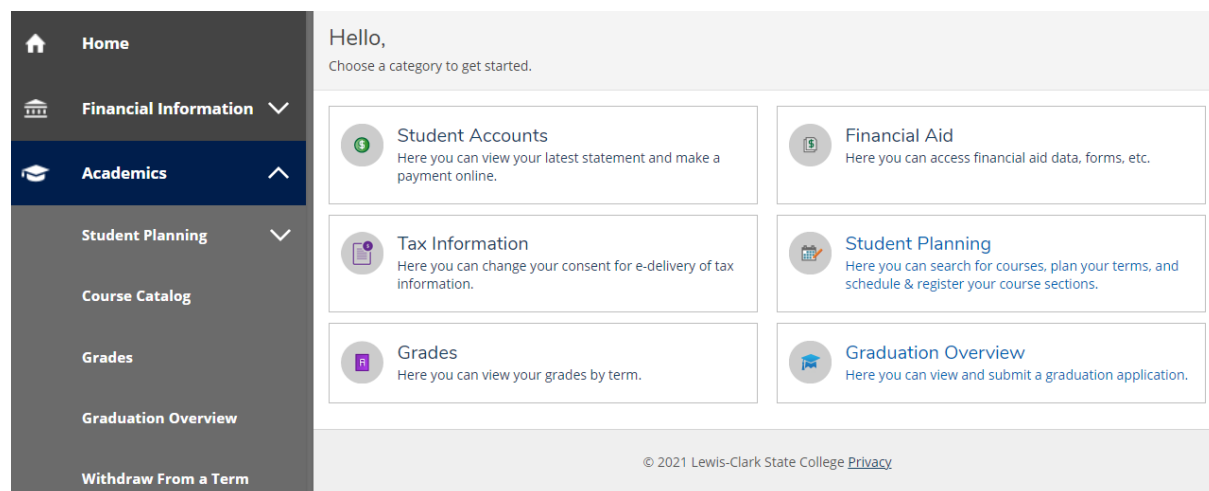 Home
Financial Information
Academics
Student Planning
Course Catalog
Grades
Graduation Overview
Withdraw From a Term
Hello,
Choose a category to get started.
Student Accounts
Here you can view your latest statement and make a
payment online.
Financial Aid
Here you can access financial aid data, forms, etc.
Tax Information
Here you can change your consent for e-delivery of tax
information.
Student Planning
Here you can search for courses, plan your terms, and
schedule & register your course sections.
Grades
Here you can view your grades by term.
Graduation Overview
Here you can view and submit a graduation application.
© 2021 Lewis-Clark State College Privacy